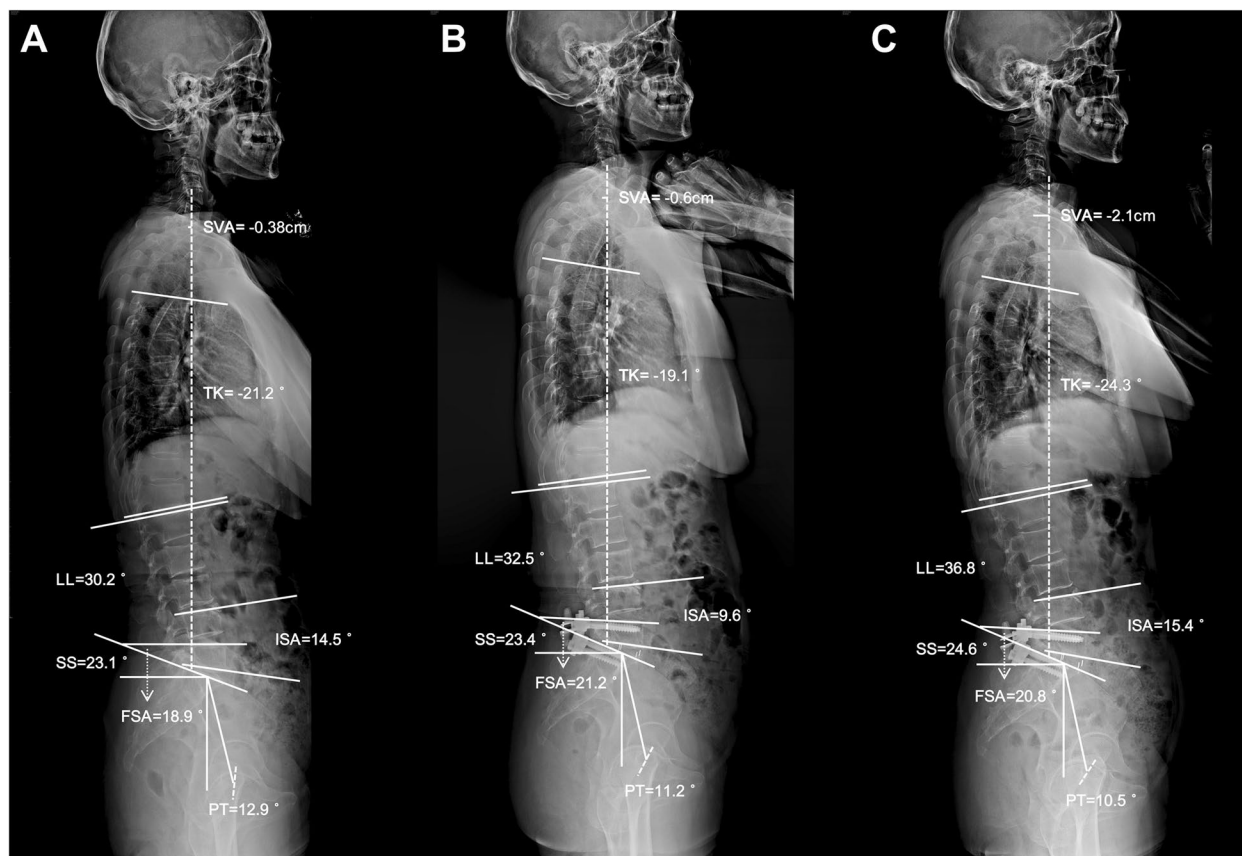 A
SVA= -0.38cm
TK= -21.2 °
LL=30.2 °
ISA=14.5 °
SS=23.1 °
FSA=18.9 °
PT=12.9 °
B
SVA= -0.6cm
TK= -19.1 °
LL=32.5 °
ISA=9.6 °
SS=23.4 °
FSA=21.2 °
PT=11.2 °
C
SVA= -2.1cm
TK= -24.3 °
LL=36.8 °
ISA=15.4 °
SS=24.6 °
FSA=20.8 °
PT=10.5 °